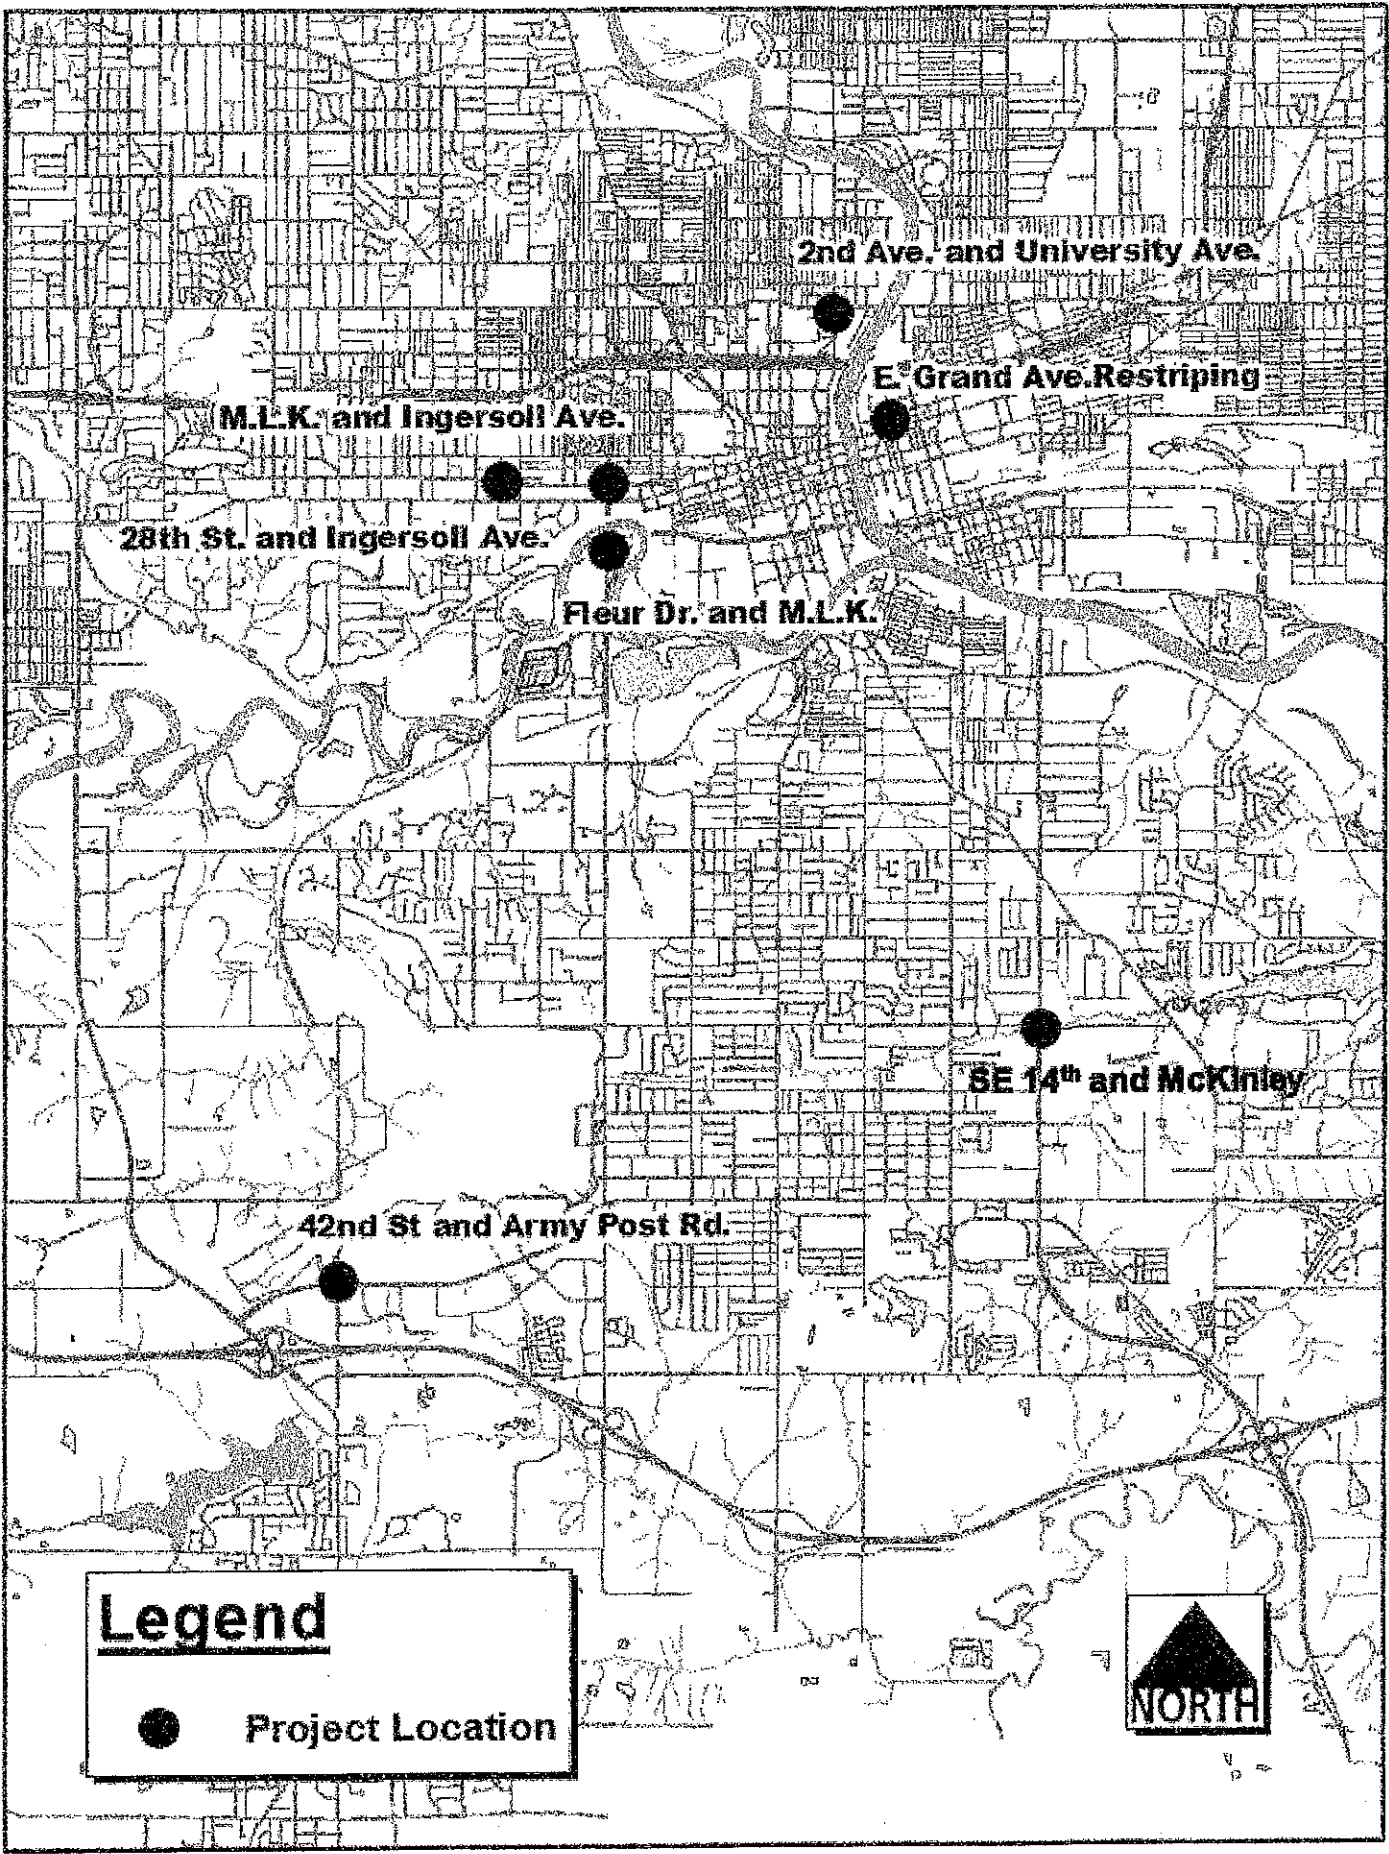 2nd Ave. and University Ave.
E. Grand Ave.Restriping
M.L.K. and Ingersoll Ave.
28th St. and Ingersoll Ave.
Fleur Dr. and M.L.K.
SE 14th and McKinley
42nd St and Army Post Rd.
Legend
Project Location
NORTH